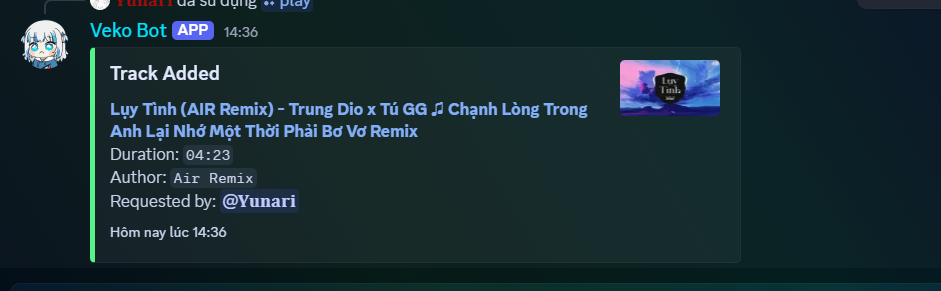 Yunari đã sử dụng play
Veko Bot APP 14:36
Track Added
Lụy Tình (AIR Remix) - Trung Dio x Tú GG ♫ Chạnh Lòng Trong
Anh Lại Nhớ Một Thời Phải Bơ Vơ Remix
Duration: 04:23
Author: Air Remix
Requested by: @Yunari
Hôm nay lúc 14:36
Lụy
Tình